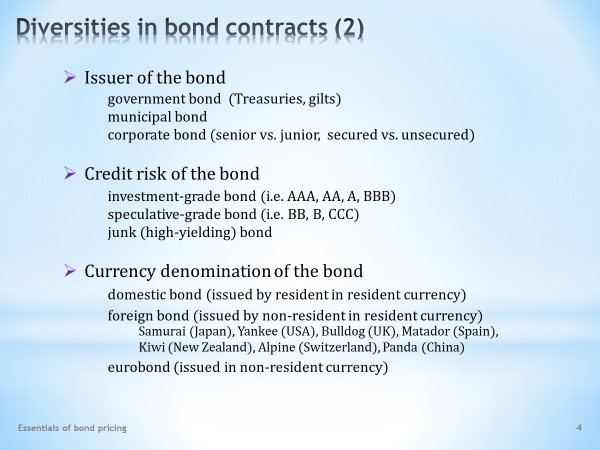 Diversities in bond contracts (2)
Issuer of the bond
government bond (Treasuries, gilts)
municipal bond
corporate bond (senior vs. junior, secured vs. unsecured)
Credit risk of the bond
investment-grade bond (i.e. AAA, AA, A, BBB)
speculative-grade bond (i.e. BB, B, CCC)
junk (high-yielding) bond
Currency denomination of the bond
domestic bond (issued by resident in resident currency)
foreign bond (issued by non-resident in resident currency)
Samurai (Japan), Yankee (USA), Bulldog (UK), Matador (Spain),
Kiwi (New Zealand), Alpine (Switzerland), Panda (China)
eurobond (issued in non-resident currency)
Essentials of bond pricing
4